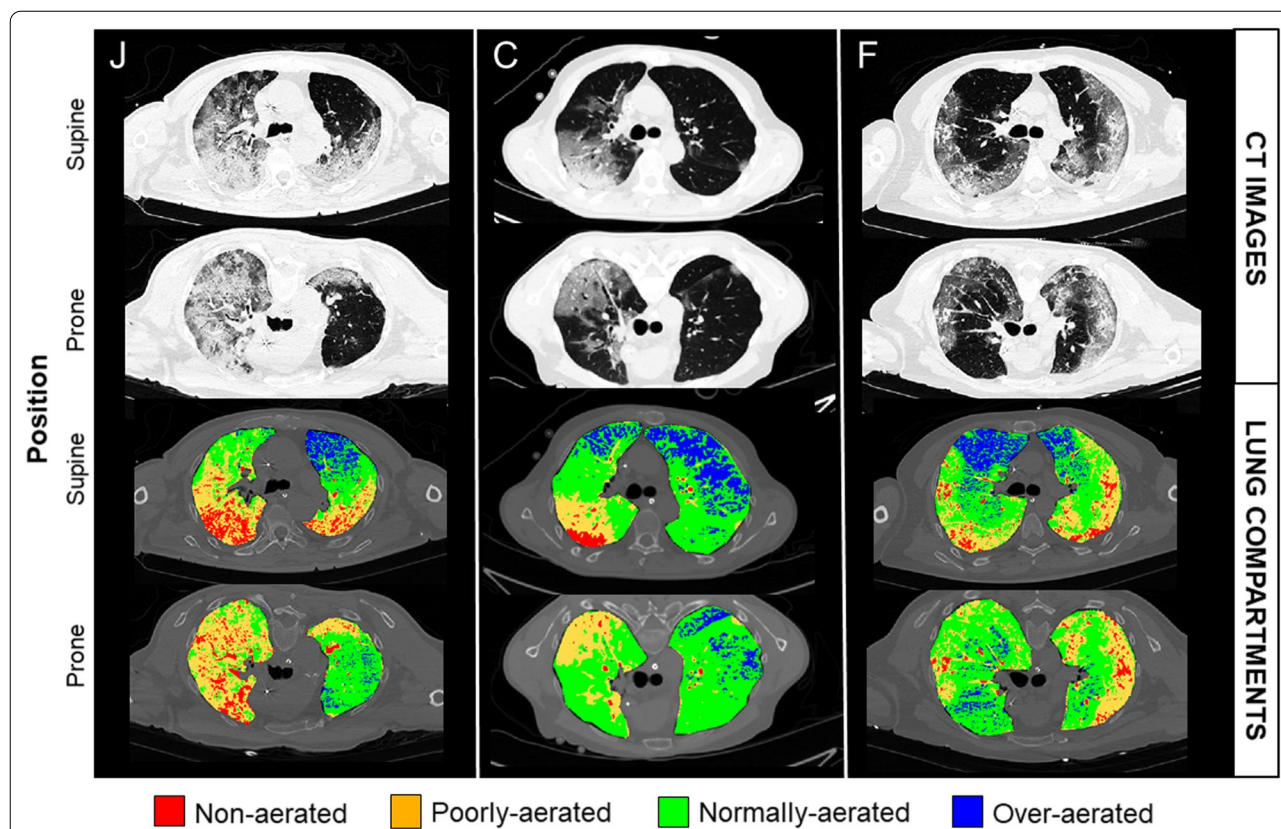 J
C
F
CT IMAGES
LUNG COMPARTMENTS
Position
Supine
Prone
Supine
Prone
Non-aerated
Poorly-aerated
Normally-aerated
Over-aerated